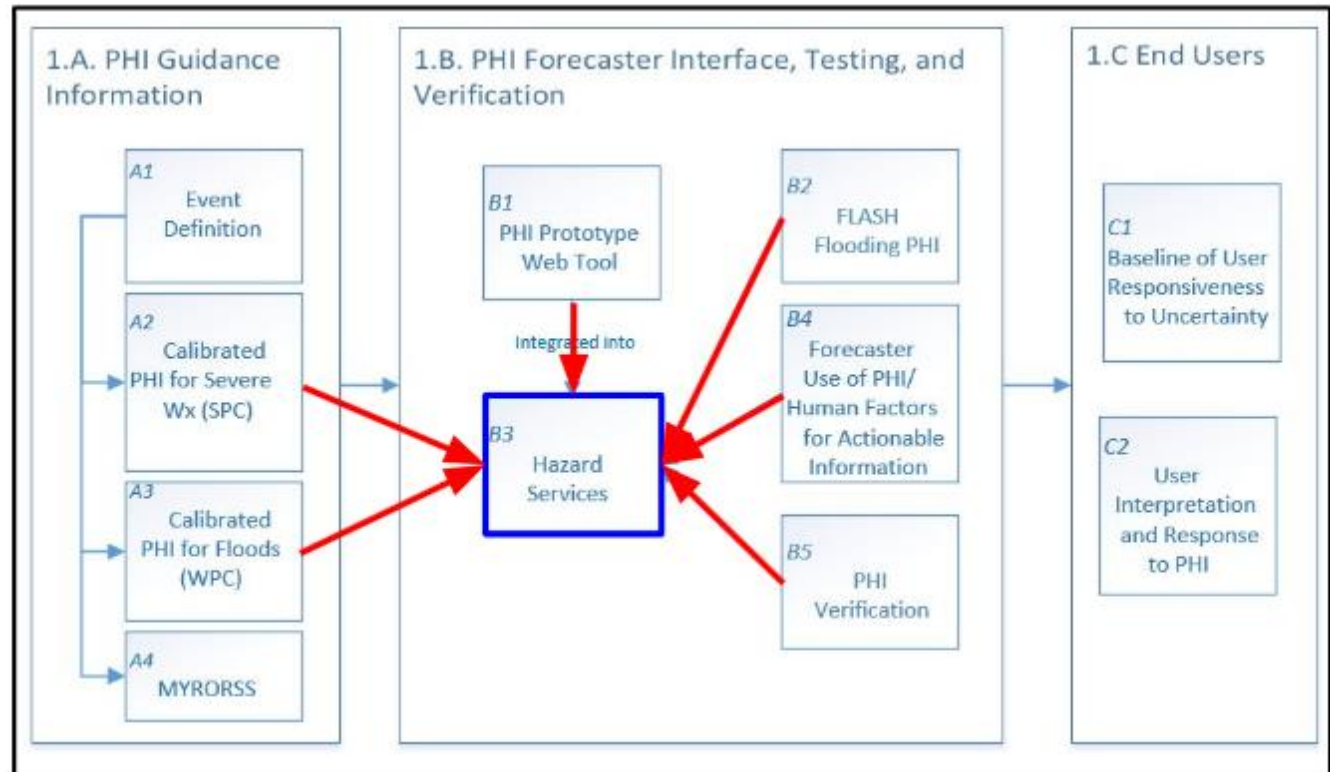 1.A. PHI Guidance
Information
A1
Event
Definition
A2
Calibrated
PHI for Severe
Wx (SPC)
A3
Calibrated
PHI for Floods
(WPC)
A4
MYRORSS
1.B. PHI Forecaster Interface, Testing, and
Verification
B1
PHI Prototype
Web Tool
Integrated into
B3
Hazard
Services
B2
FLASH
Flooding PHI
B4
Forecaster
Use of PHI/
Human Factors
for Actionable
Information
B5
PHI
Verification
1.C End Users
C1
Baseline of User
Responsiveness
to Uncertainty
C2
User
Interpretation
and Response
to PHI